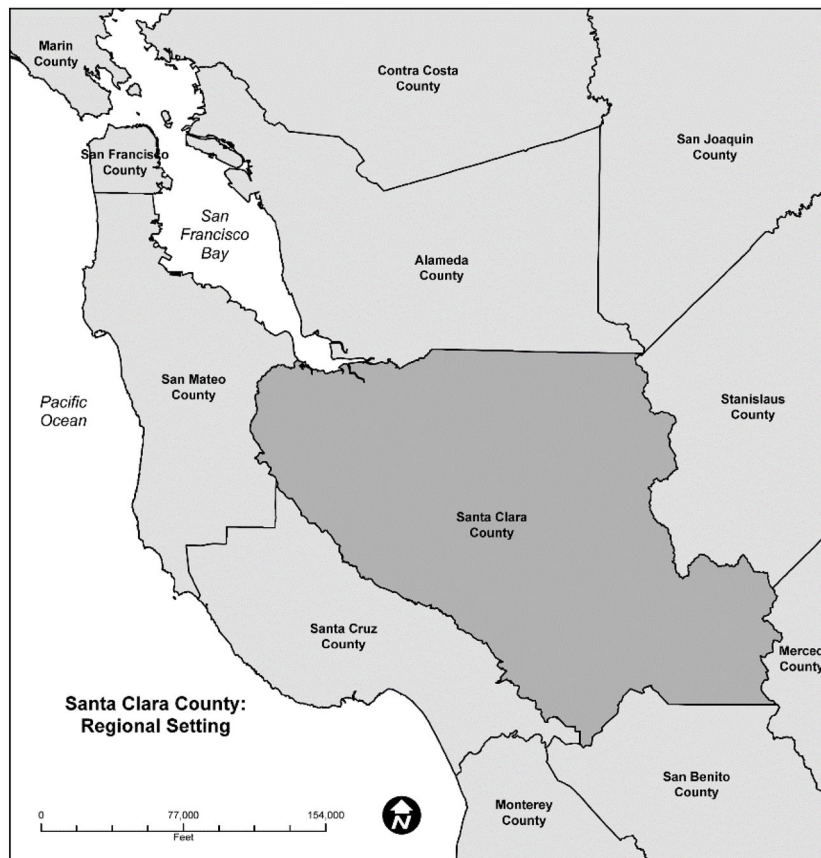 Marin
County
Contra Costa
County
San Joaquin
County
San Francisco
County
San
Francisco
Bay
Alameda
County
San Mateo
County
Pacific
Ocean
Stanislaus
County
Santa Clara
County
Santa Cruz
County
Merced
County
Santa Clara County:
Regional Setting
San Benito
County
Monterey
County
0 77,000 154,000
Feet
N